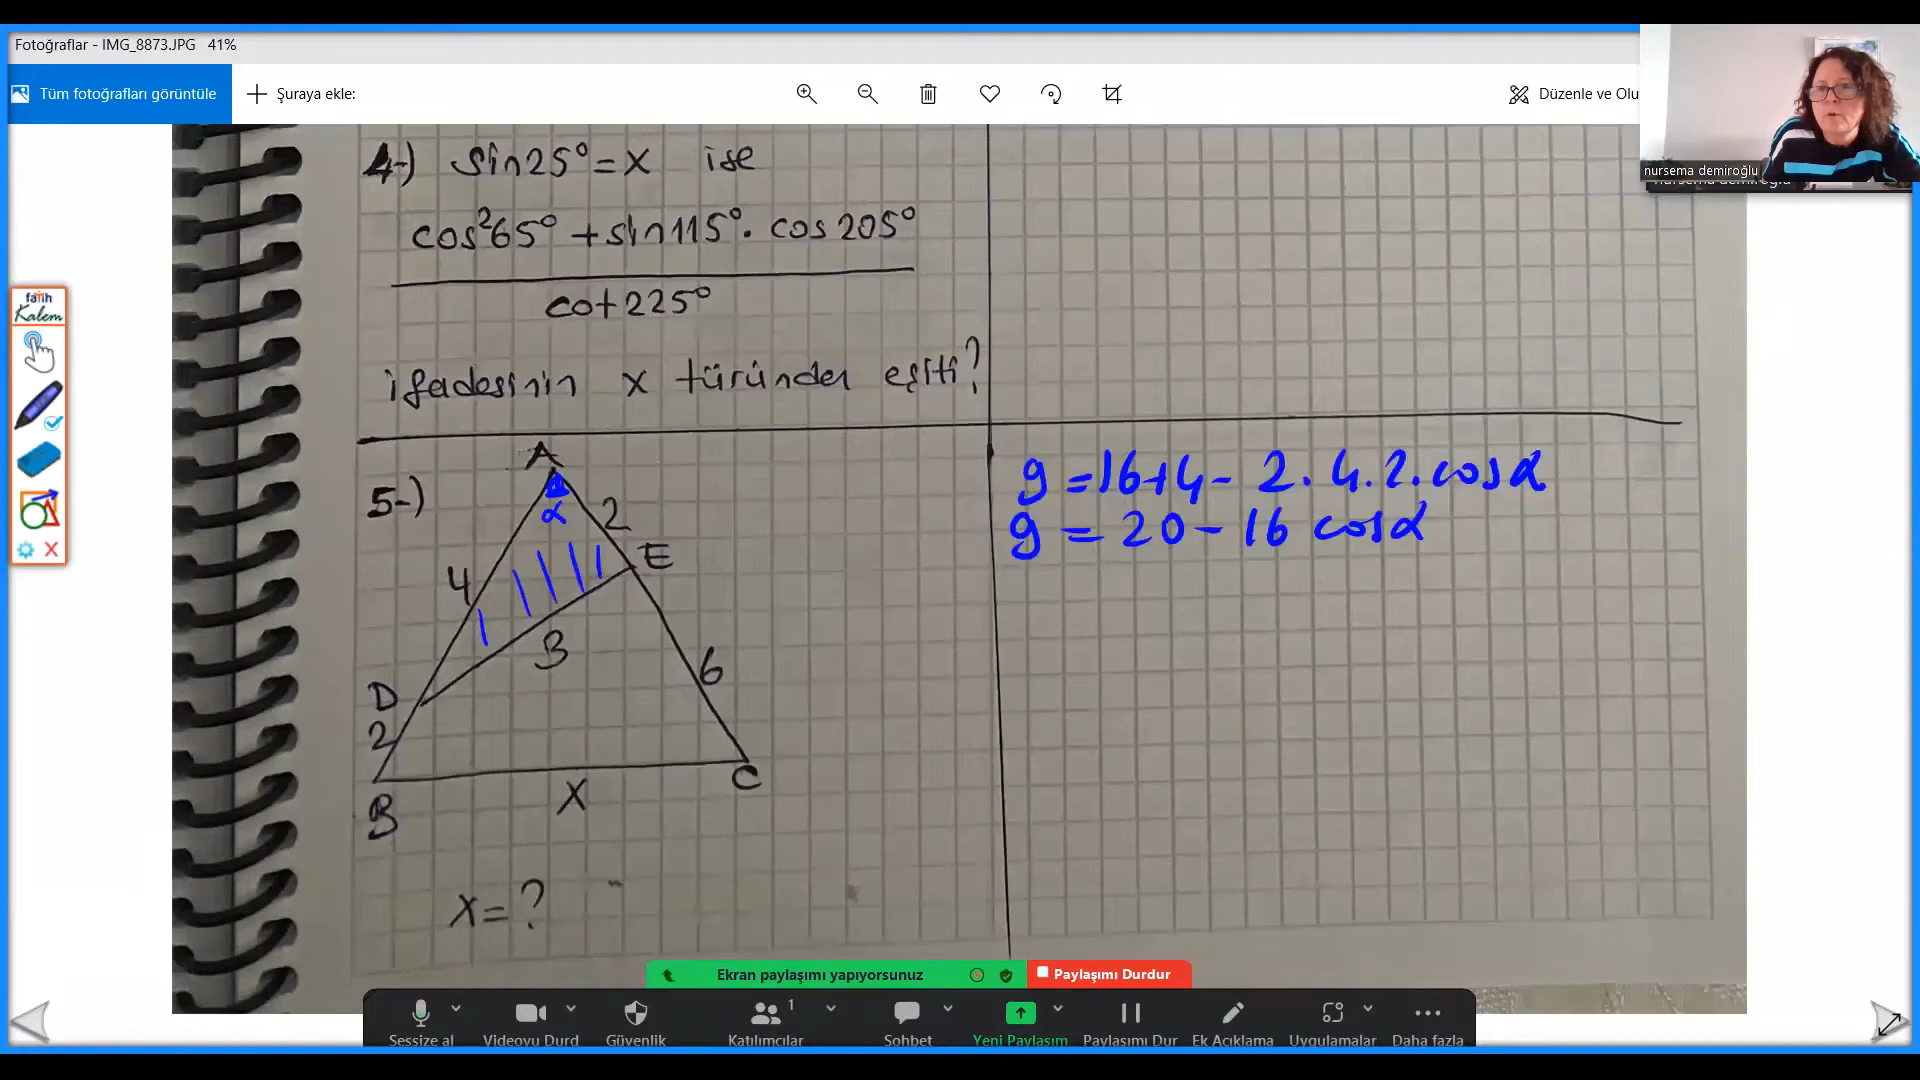 Fotoğraflar - IMG_8873.JPG 41%
Tüm fotoğrafları görüntüle
Şuraya ekle:
Düzenle ve Olu
nursema demiroğlu
fatih
Kalem
4-) sin25°=x ise
cos²65° + sin115°. cos205°
cot225°
ifadesinin x türünden eşiti?
5-)
A
α
2
E
4
3
6
D
2
B
x
C
x=?
9=16+4-2.4.2.cosα
9=20-16 cosα
Ekran paylaşımı yapıyorsunuz
Paylaşımı Durdur
1
Sessize al
Videoyu Durd
Güvenlik
Katılımcılar
Sohbet
Yeni Paylaşım
Paylaşımı Dur
Ek Açıklama
Uygulamalar
Daha fazla